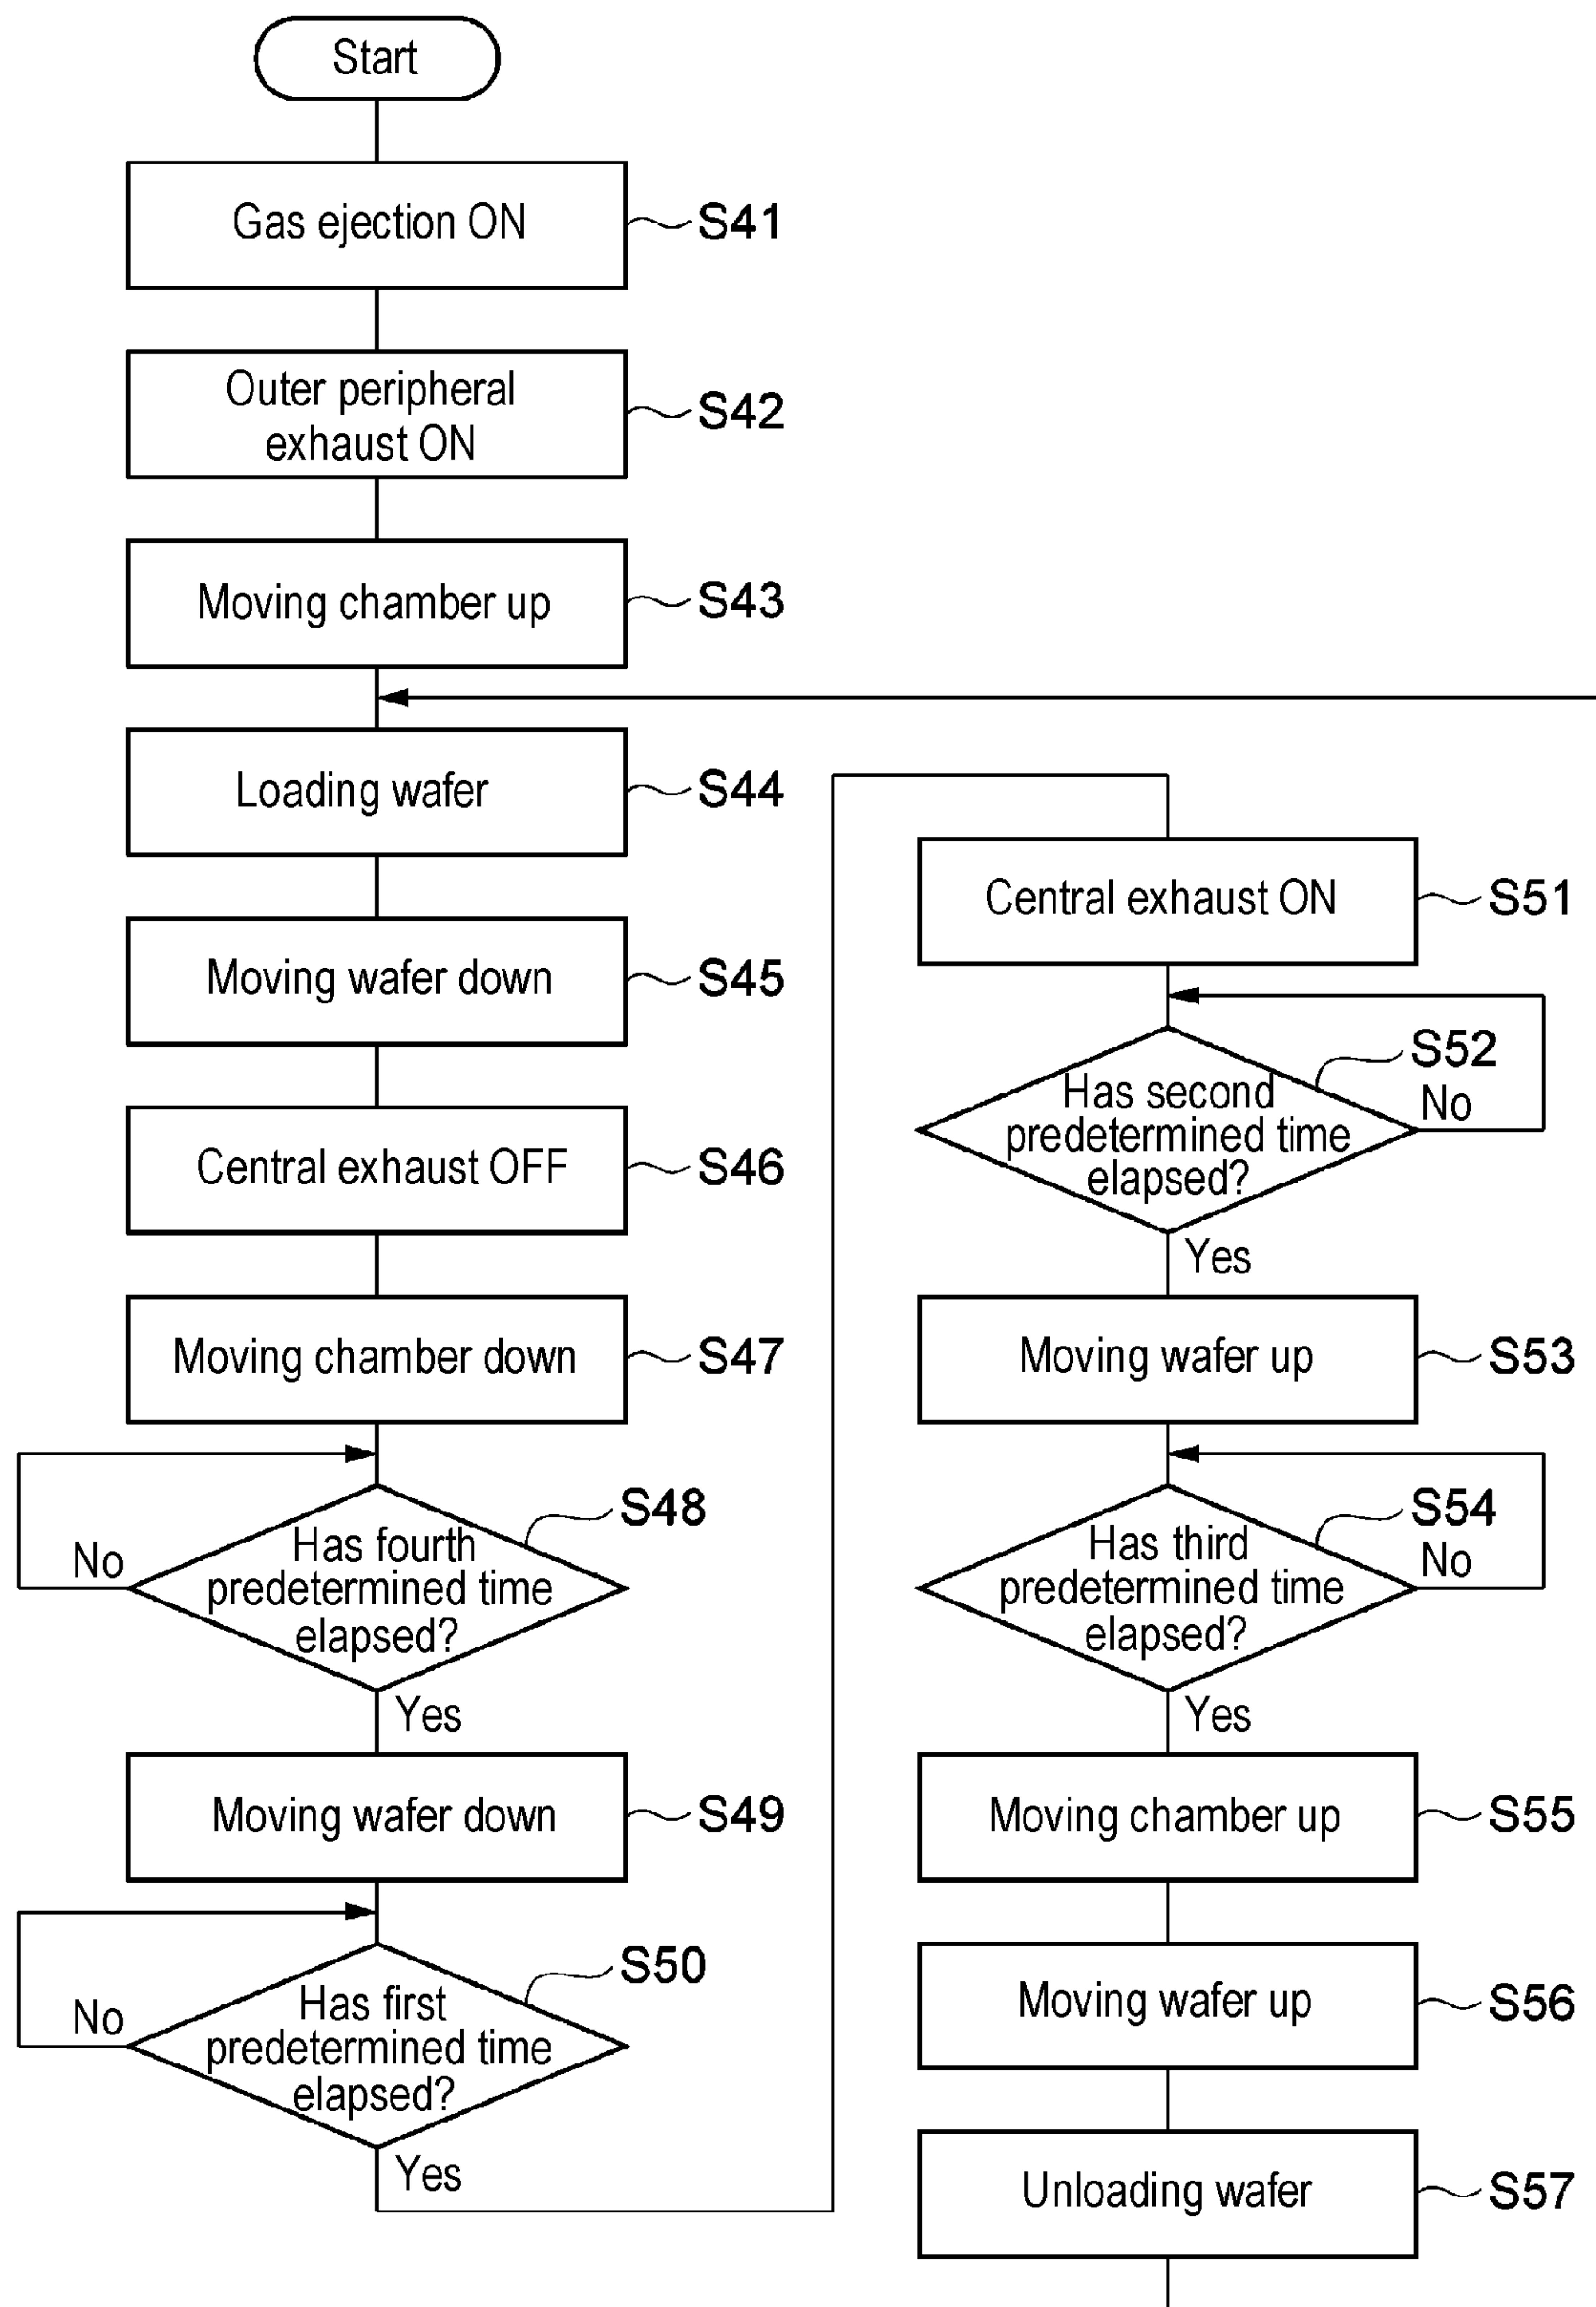 Start
Gas ejection ON
S41
Outer peripheral
exhaust ON
S42
Moving chamber up
S43
Loading wafer
S44
Moving wafer down
S45
Central exhaust OFF
S46
Moving chamber down
S47
S48
Has fourth
predetermined time
elapsed?
No
Yes
Moving wafer down
S49
S50
Has first
predetermined time
elapsed?
No
Yes
Central exhaust ON
S51
S52
Has second
predetermined time
elapsed?
No
Yes
Moving wafer up
S53
S54
Has third
predetermined time
elapsed?
No
Yes
Moving chamber up
S55
Moving wafer up
S56
Unloading wafer
S57